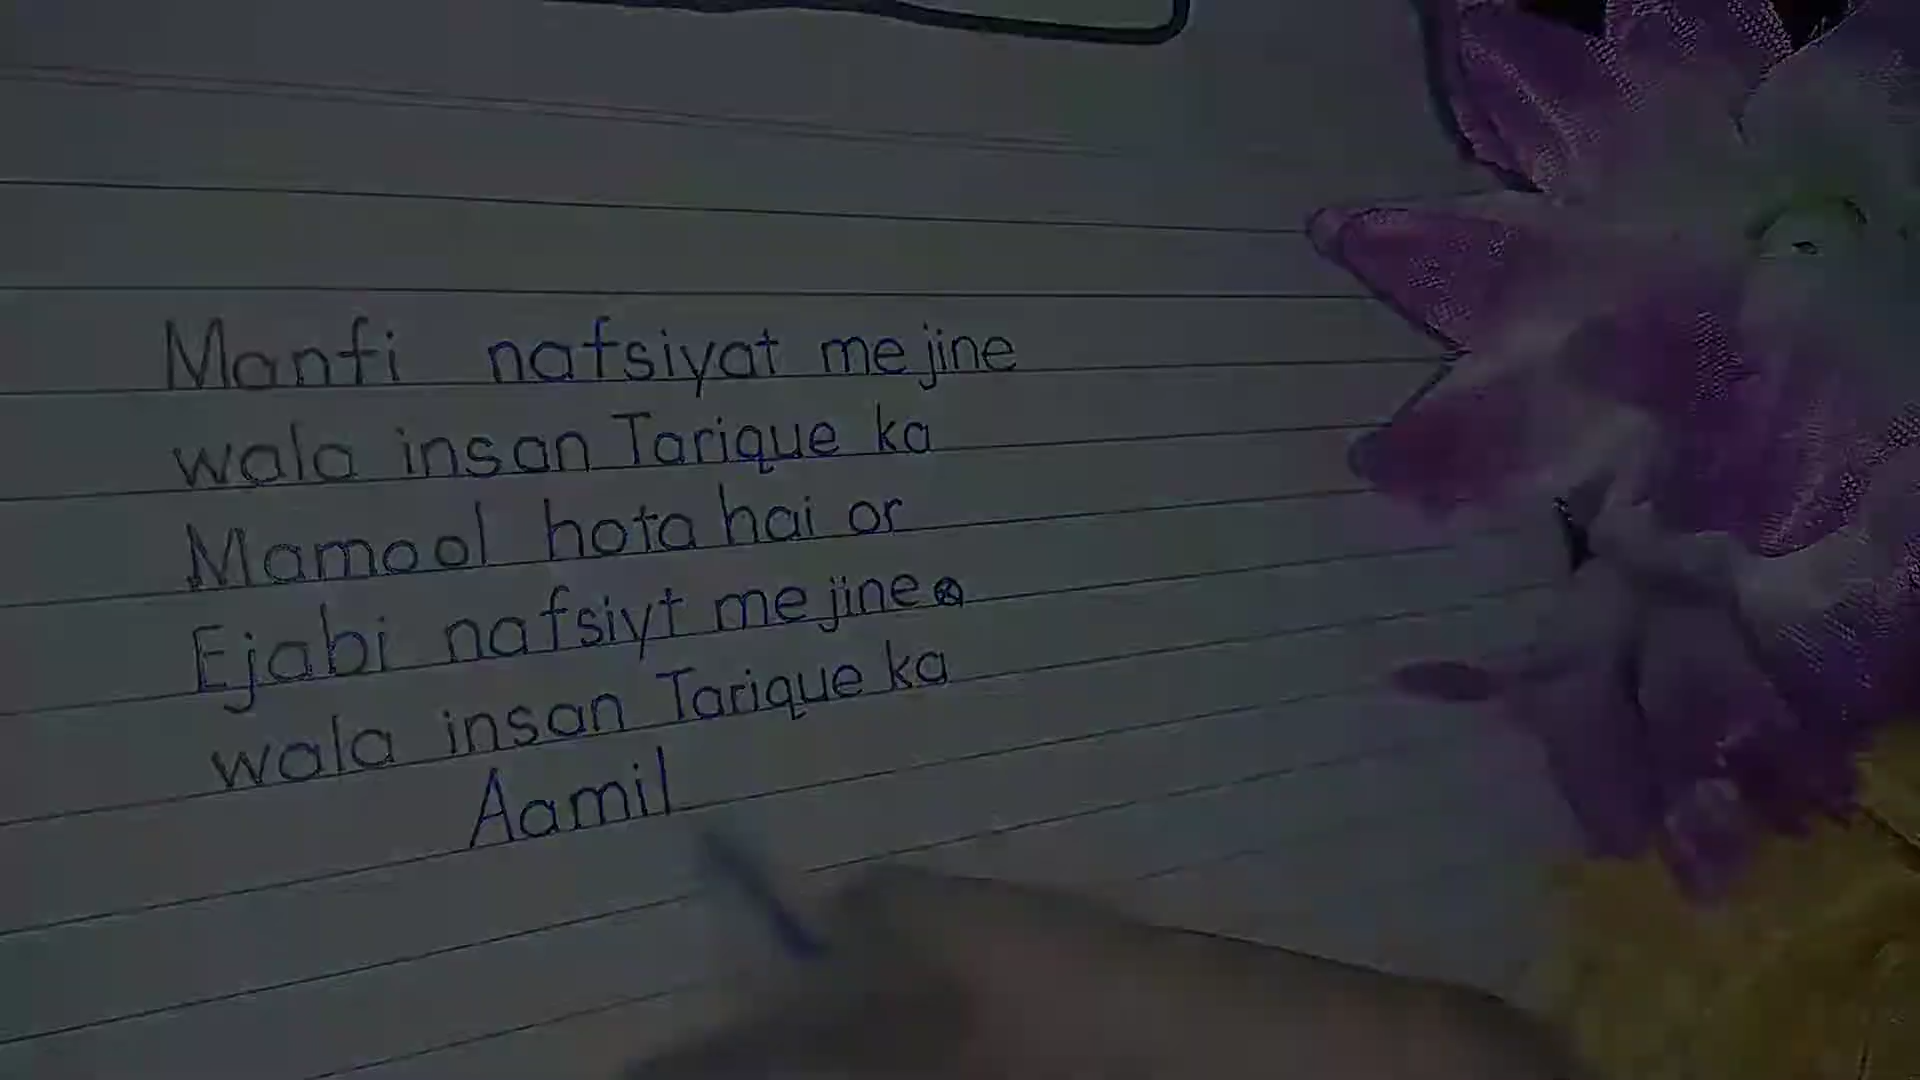 Manfi nafsiyat me jine
wala insan Tarique ka
Mamool hota hai or
Ejabi nafsiyt me jine
wala insan Tarique ka
Aamil